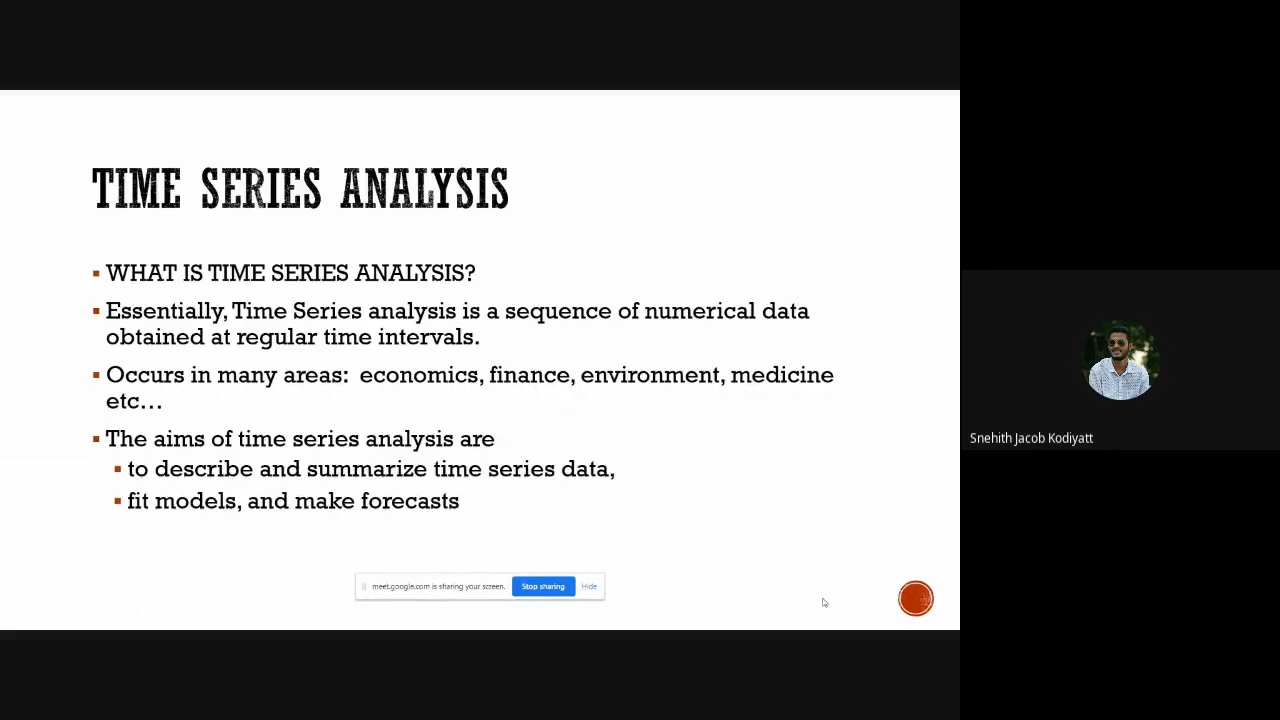 TIME SERIES ANALYSIS
WHAT IS TIME SERIES ANALYSIS?
Essentially, Time Series analysis is a sequence of numerical data
obtained at regular time intervals.
Occurs in many areas: economics, finance, environment, medicine
etc...
The aims of time series analysis are
to describe and summarize time series data,
fit models, and make forecasts
meet.google.com is sharing your screen. Stop sharing Hide
Snehith Jacob Kodiyatt